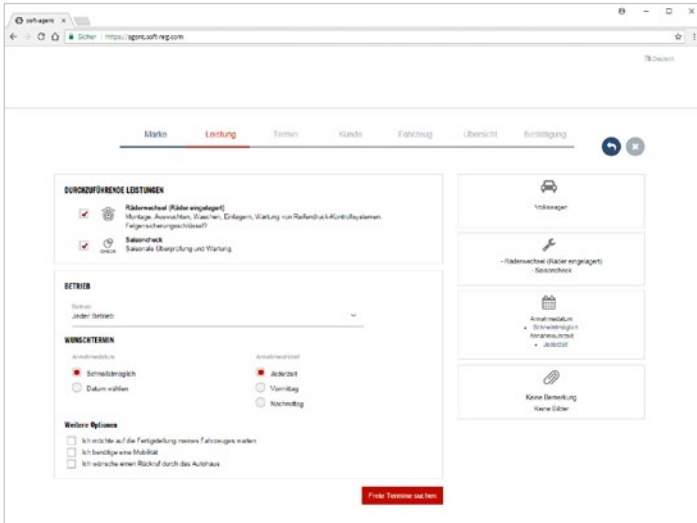 soft-agent
Sicher https://agent.soft-nrg.com
Deutsch
Marke Leistung Termin Kunde Fahrzeug Übersicht Bestätigung
DURCHZUFÜHRENDE LEISTUNGEN
Räderwechsel (Räder eingelagert)
Montage, Auswuchten, Waschen, Einlagern, Wartung von Reifendruck-Kontrollsystemen.
Felgensicherungsschlüssel?
Saisoncheck
Saisonale Überprüfung und Wartung.
CHECK
BETRIEB
Betrieb
Jeder Betrieb
WUNSCHTERMIN
Annahmedatum
Schnellstmöglich
Datum wählen
Annahmeuhrzeit
Jederzeit
Vormittag
Nachmittag
Weitere Optionen
Ich möchte auf die Fertigstellung meines Fahrzeuges warten
Ich benötige eine Mobilität
Ich wünsche einen Rückruf durch das Autohaus
Freie Termine suchen
Volkswagen
- Räderwechsel (Räder eingelagert)
- Saisoncheck
Annahmedatum
• Schnellstmöglich
Annahmeuhrzeit
• Jederzeit
Keine Bemerkung
Keine Bilder